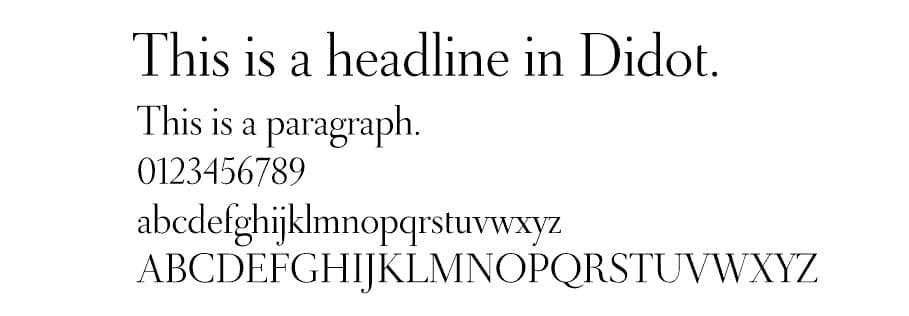 This is a headline in Didot.
This is a paragraph.
0123456789
abcdefghijklmnopqrstuvwxyz
ABCDEFGHIJKLMNOPQRSTUVWXYZ